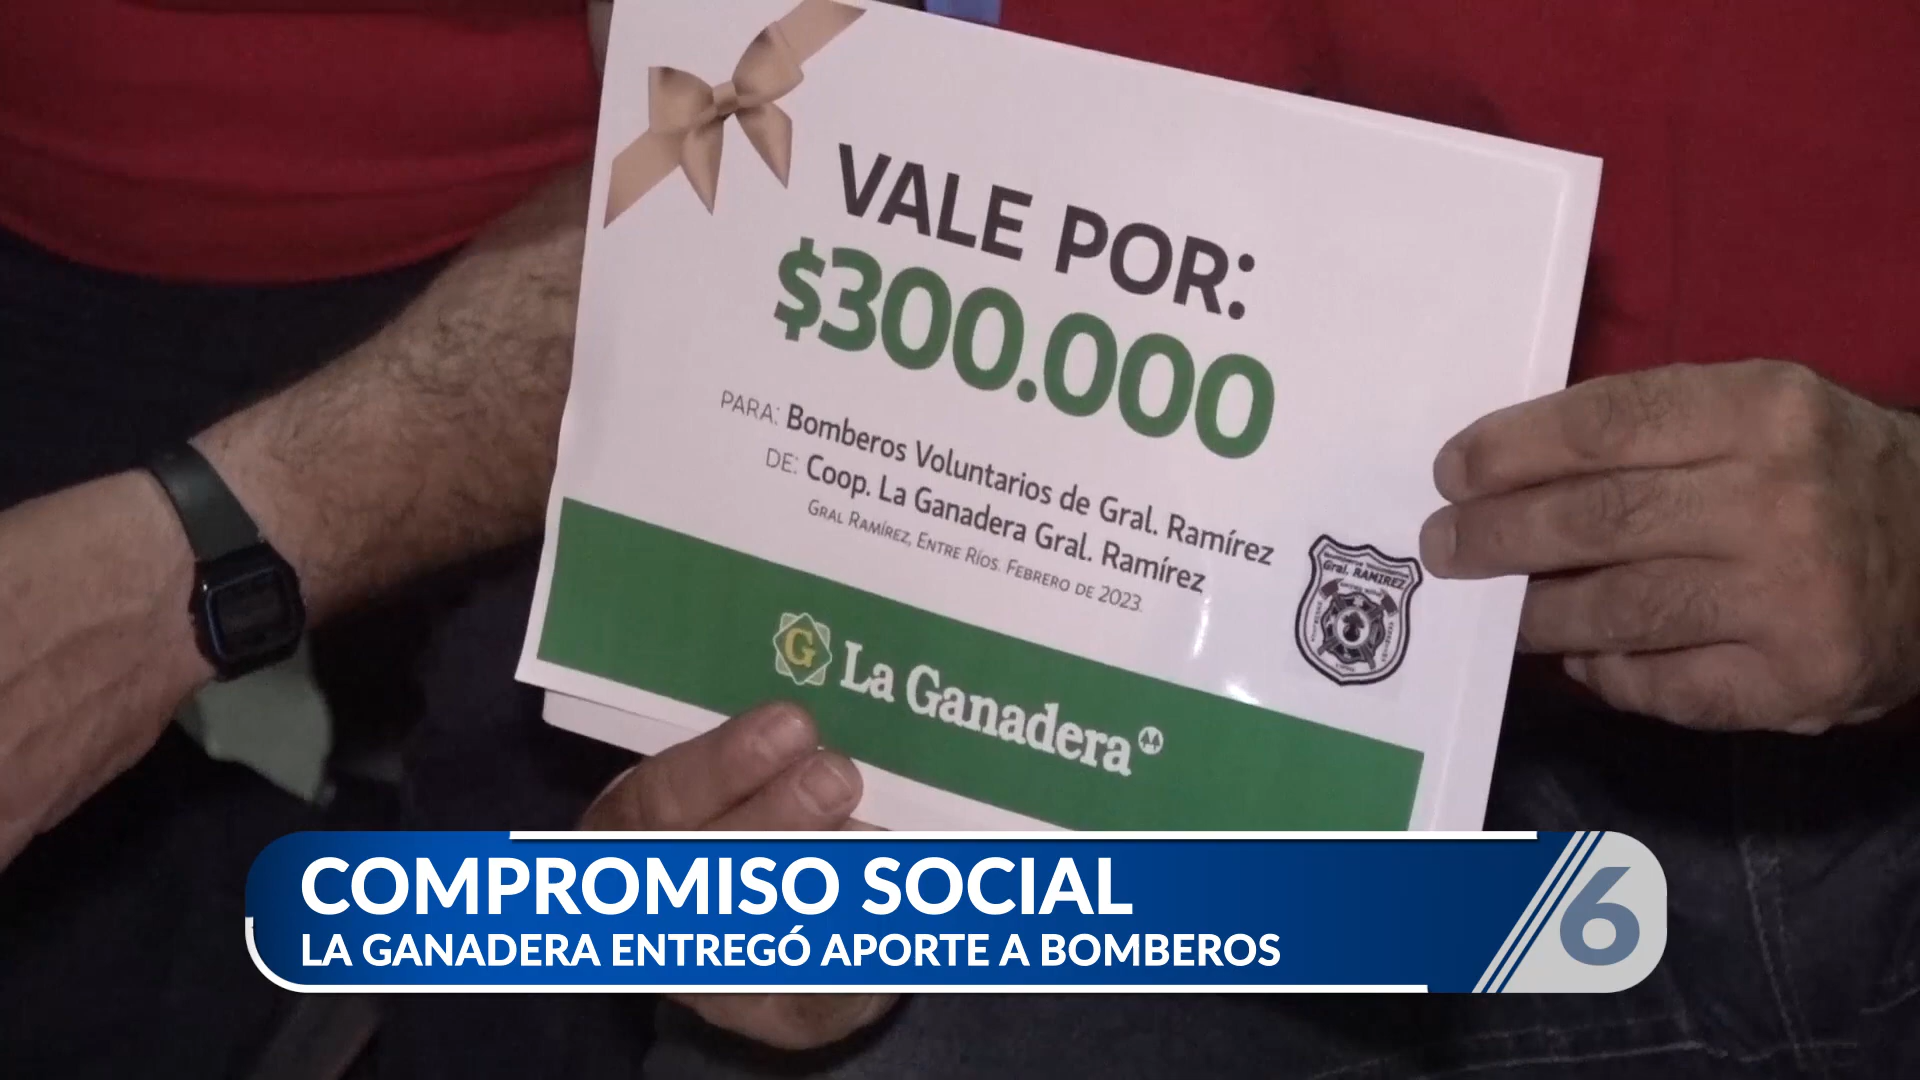 VALE POR:
$300.000
PARA: Bomberos Voluntarios de Gral. Ramírez
DE: Coop. La Ganadera Gral. Ramírez
GRAL RAMÍREZ, ENTRE RÍOS. FEBRERO DE 2023.
Gral. RAMIREZ
G La Ganadera
COMPROMISO SOCIAL
LA GANADERA ENTREGÓ APORTE A BOMBEROS
6